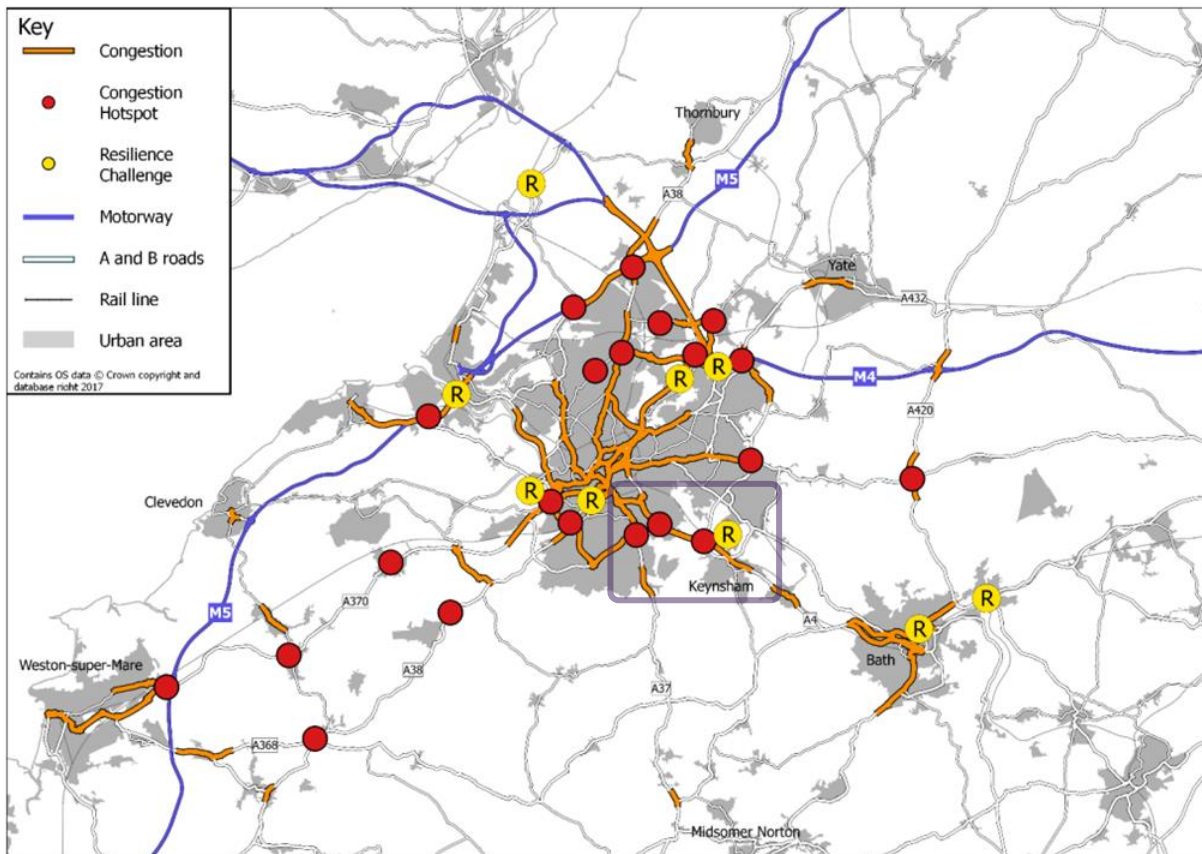 Key
Congestion
Congestion
Hotspot
R
Resilience
Challenge
Motorway
A and B roads
Rail line
Urban area
Contains OS data © Crown copyright and
database right 2017
Thornbury
R
M5
A38
Yate
A432
R
R
M4
R
A420
Clevedon
R
R
R
Keynsham
A370
R
M5
A4
R
Weston-super-Mare
Bath
A38
A37
A368
Midsomer Norton